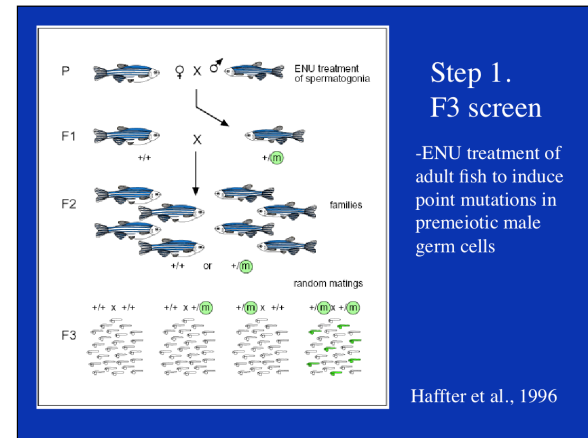 P ♀ X ♂ ENU treatment
of spermatogonia
F1 X
+/+ +/m
F2 families
+/+ or +/m
random matings
+/+ x +/+ +/+ x +/m +/m x +/+ +/m x +/m
F3
Step 1.
F3 screen
-ENU treatment of
adult fish to induce
point mutations in
premeiotic male
germ cells
Haffter et al., 1996